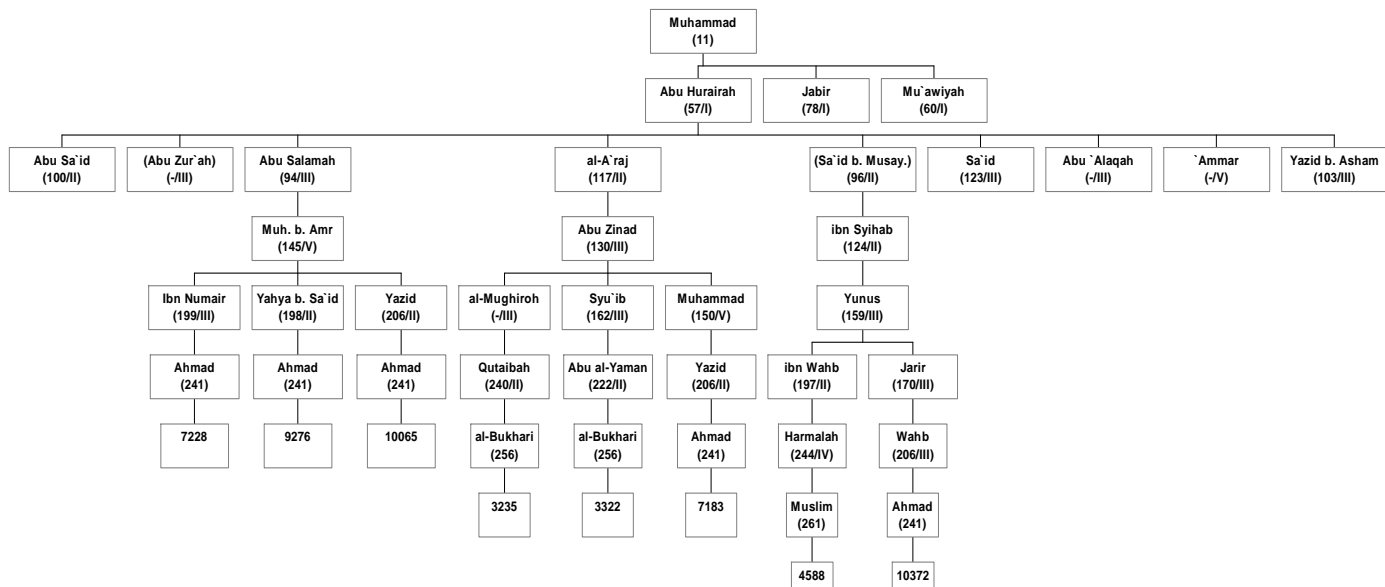 Muhammad
(11)
Abu Hurairah
(57/I)
Jabir
(78/I)
Mu`awiyah
(60/I)
Abu Sa`id
(100/II)
(Abu Zur`ah)
(-/III)
Abu Salamah
(94/III)
al-A`raj
(117/II)
(Sa`id b. Musay.)
(96/II)
Sa`id
(123/III)
Abu `Alaqah
(-/III)
`Ammar
(-/V)
Yazid b. Asham
(103/III)
Muh. b. Amr
(145/V)
Abu Zinad
(130/III)
ibn Syihab
(124/II)
Ibn Numair
(199/III)
Yahya b. Sa`id
(198/II)
Yazid
(206/II)
al-Mughiroh
(-/III)
Syu`ib
(162/III)
Muhammad
(150/V)
Yunus
(159/III)
Ahmad
(241)
Ahmad
(241)
Ahmad
(241)
Qutaibah
(240/II)
Abu al-Yaman
(222/II)
Yazid
(206/II)
ibn Wahb
(197/II)
Jarir
(170/III)
7228
9276
10065
al-Bukhari
(256)
al-Bukhari
(256)
Ahmad
(241)
Harmalah
(244/IV)
Wahb
(206/III)
3235
3322
7183
Muslim
(261)
Ahmad
(241)
4588
10372